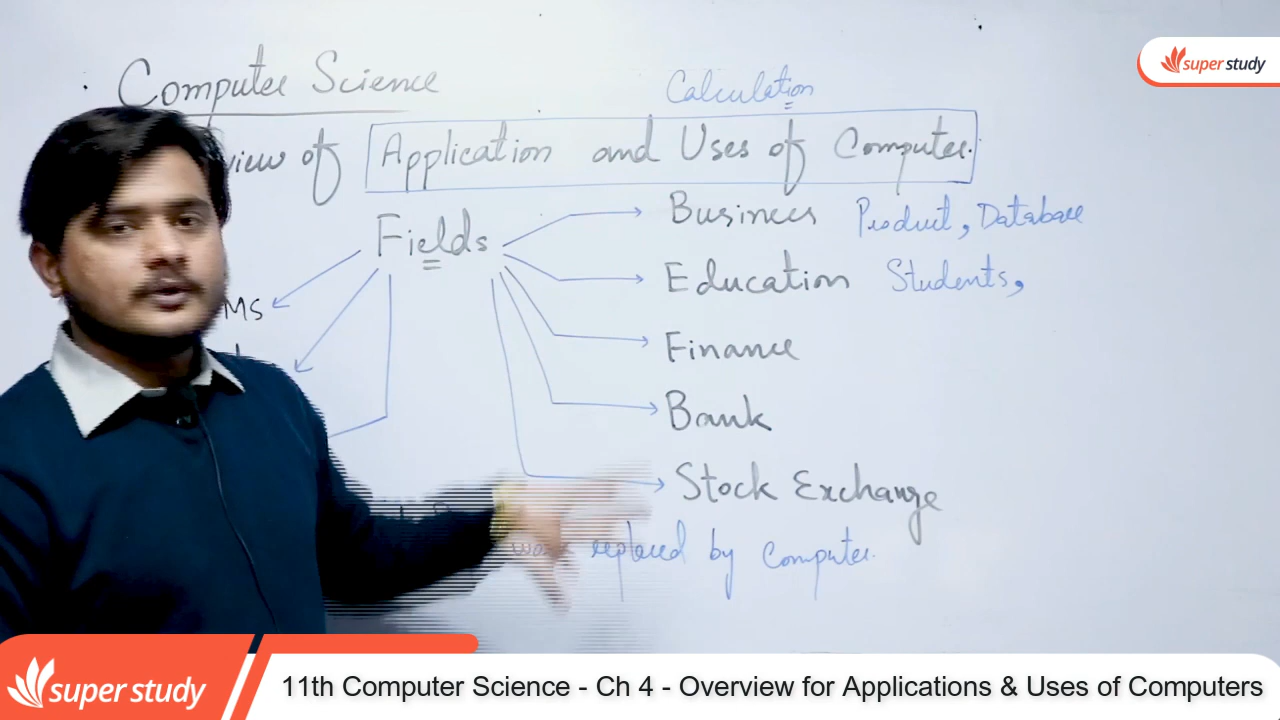 super study
Computer Science
Calculation
view of Application and Uses of Computer.
Fields
Business Product, Database
Education Students,
MS
Finance
Bank
Stock Exchange
work replaced by Computer.
super study
11th Computer Science - Ch 4 - Overview for Applications & Uses of Computers